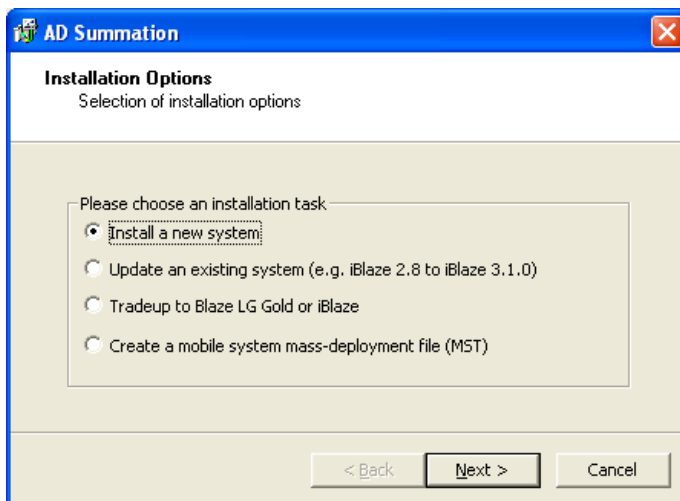 AD Summation
Installation Options
Selection of installation options
Please choose an installation task
Install a new system
Update an existing system (e.g. iBlaze 2.8 to iBlaze 3.1.0)
Tradeup to Blaze LG Gold or iBlaze
Create a mobile system mass-deployment file (MST)
< Back Next > Cancel